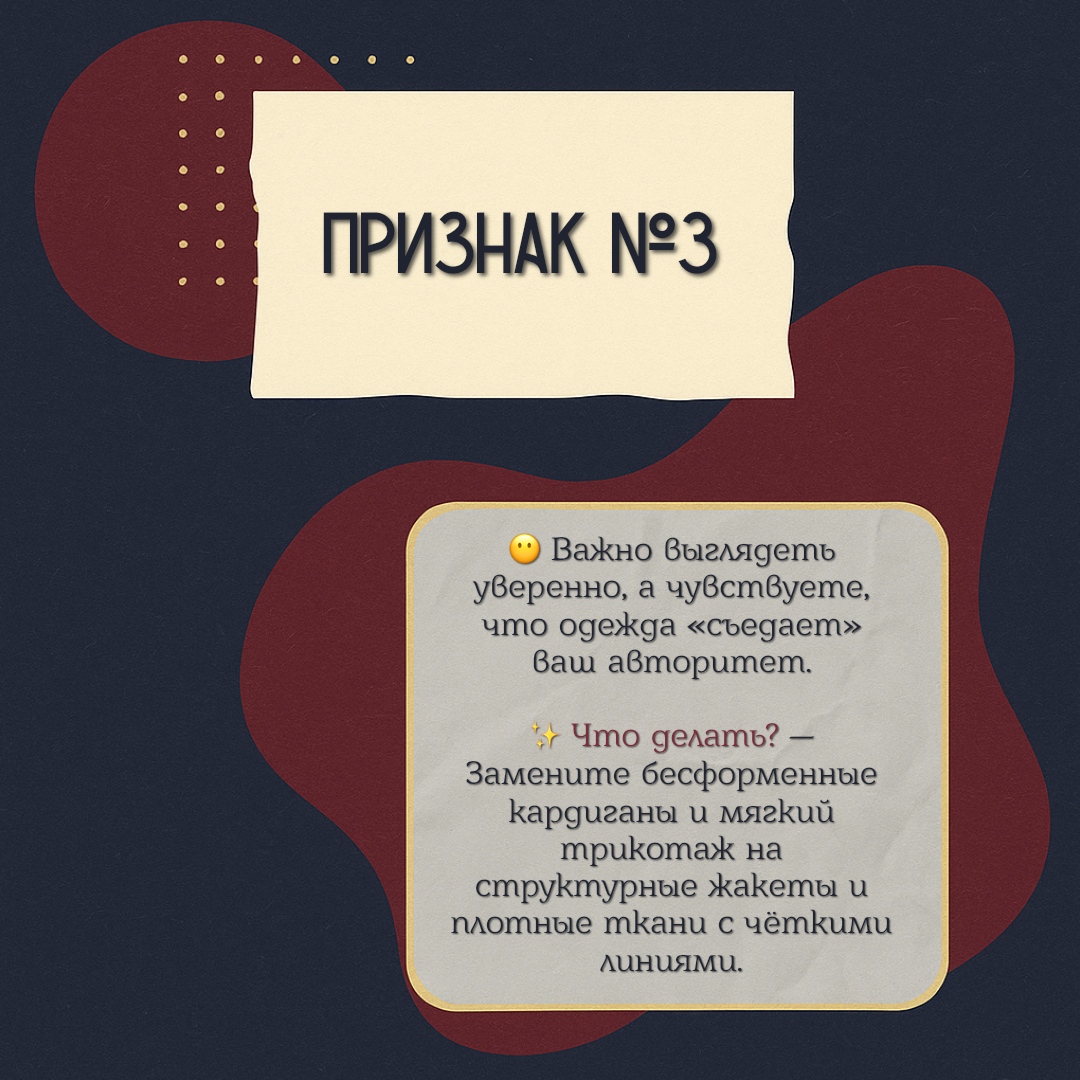 ПРИЗНАК №3
😶 Важно выглядеть
уверенно, а чувствуете,
что одежда «съедает»
ваш авторитет.
✨ Что делать? —
Замените бесформенные
кардиганы и мягкий
трикотаж на
структурные жакеты и
плотные ткани с чёткими
линиями.